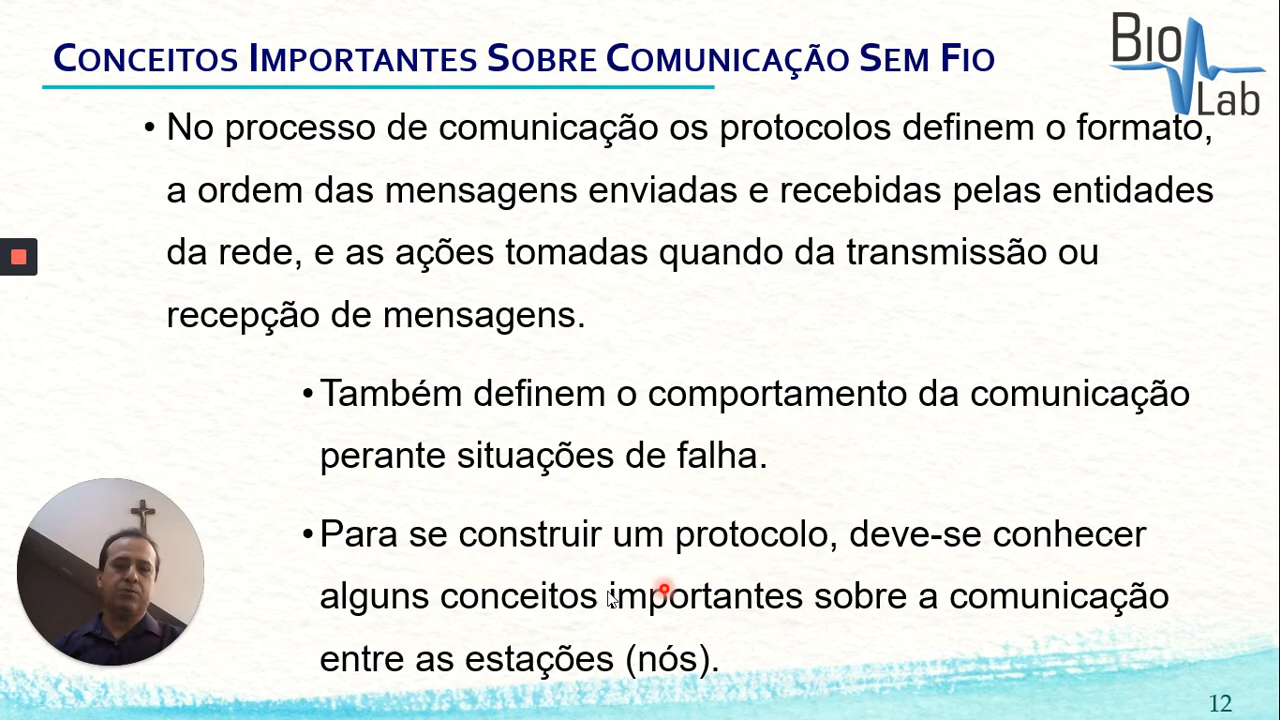 CONCEITOS IMPORTANTES SOBRE COMUNICAÇÃO SEM FIO
Bio
Lab
• No processo de comunicação os protocolos definem o formato,
a ordem das mensagens enviadas e recebidas pelas entidades
da rede, e as ações tomadas quando da transmissão ou
recepção de mensagens.
• Também definem o comportamento da comunicação
perante situações de falha.
• Para se construir um protocolo, deve-se conhecer
alguns conceitos importantes sobre a comunicação
entre as estações (nós).
12